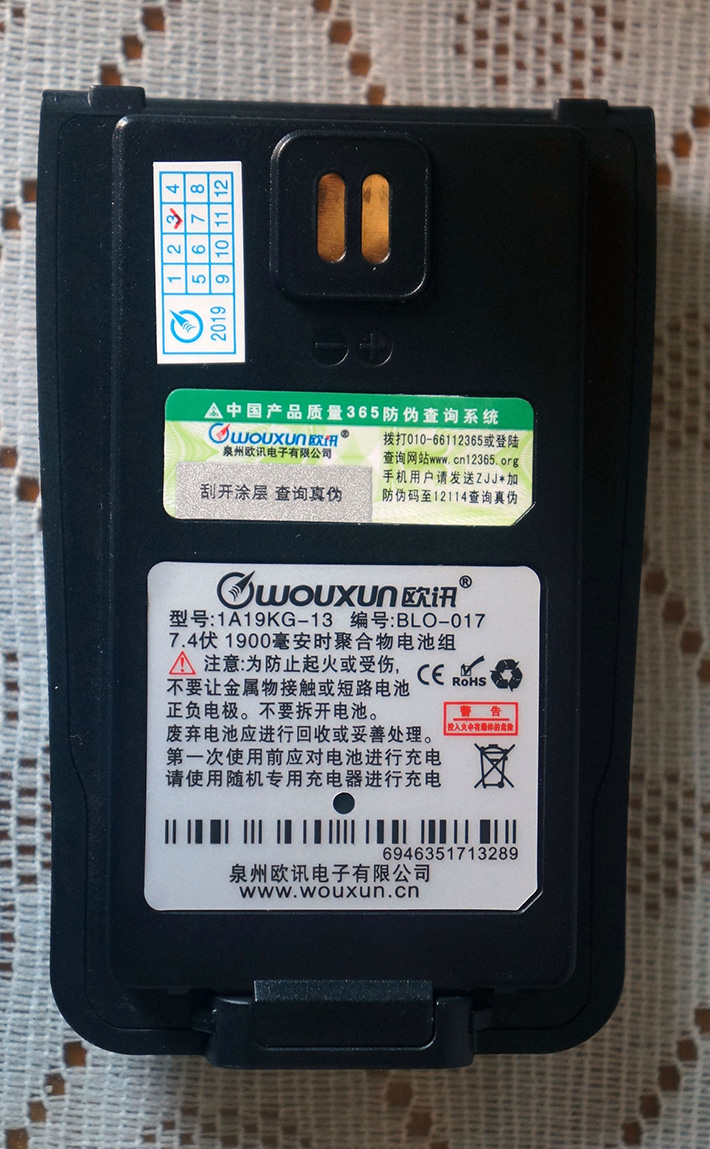 1 2 3 4
5 6 7 8
2019 9 10 11 12
中国产品质量365防伪查询系统
WOUXUN欧讯®
泉州欧讯电子有限公司
刮开涂层 查询真伪
拨打010-66112365或登陆
查询网站www.cn12365.org
手机用户请发送ZJJ*加
防伪码至12114查询真伪
WOUXUN欧讯®
型号:1A19KG-13 编号:BLO-017
7.4伏 1900毫安时聚合物电池组
注意:为防止起火或受伤,
不要让金属物接触或短路电池
正负电极。不要拆开电池。
废弃电池应进行回收或妥善处理。
第一次使用前应对电池进行充电
请使用随机专用充电器进行充电
CE RoHS
警告
投入火中有爆炸的危险
6946351713289
泉州欧讯电子有限公司
www.wouxun.cn